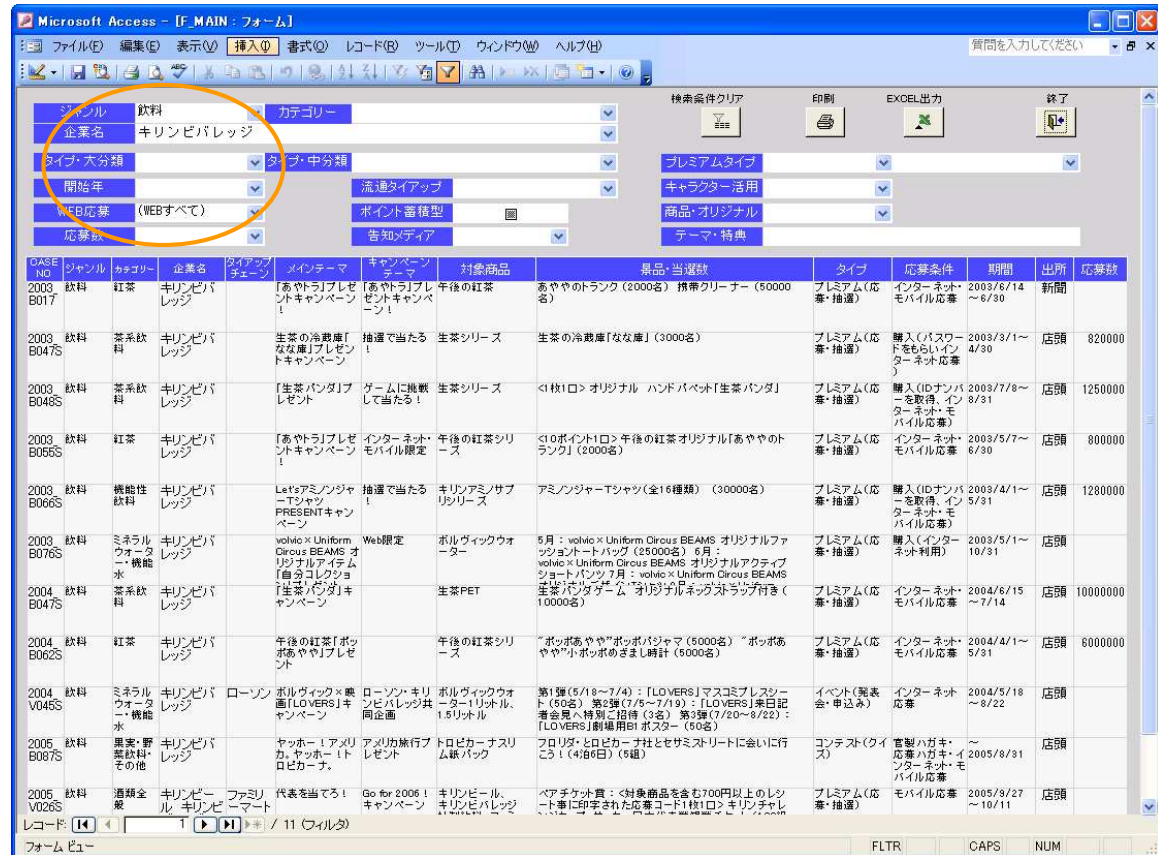 Microsoft Access - [F_MAIN : フォーム]
ファイル(F) 編集(E) 表示(V) 挿入(I) 書式(O) レコード(R) ツール(T) ウィンドウ(W) ヘルプ(H) 質問を入力してください
検索条件クリア 印刷 EXCEL出力 終了
ジャンル 飲料 カテゴリー
企業名 キリンビバレッジ
タイプ・大分類 タイプ・中分類 プレミアムタイプ
開始年 流通タイアップ キャラクター活用
WEB応募 (WEBすべて) ポイント蓄積型 商品・オリジナル
応募数 告知メディア テーマ・特典
CASE NO ジャンル カテゴリー 企業名 タイアップチェーン メインテーマ キャンペーンテーマ 対象商品 景品・当選数 タイプ 応募条件 期間 出所 応募数
2003_ 飲料 紅茶 キリンビバ 「あやトラ」プレゼ 「あやトラ」プレ 午後の紅茶 あややのトランク (2000名) 携帯クリーナー (50000 プレミアム(応 インターネット・ 2003/6/14 新聞
B017 レッジ ントキャンペーン ゼントキャンペ 名) 募・抽選) モバイル応募 ～6/30
! ーン!
2003_ 飲料 茶系飲 キリンビバ 生茶の冷蔵庫「 抽選で当たる 生茶シリーズ 生茶の冷蔵庫「なな庫」(3000名) プレミアム(応 購入(パスワー 2003/3/1～ 店頭 820000
B047S 料 レッジ なな庫」プレゼン ! 募・抽選) ドをもらいイン 4/30
トキャンペーン ターネット応募
)
2003_ 飲料 茶系飲 キリンビバ 「生茶パンダ」プ ゲームに挑戦 生茶シリーズ <1枚1口> オリジナル ハンドパペット「生茶パンダ」 プレミアム(応 購入(IDナンバ 2003/7/8～ 店頭 1250000
B048S 料 レッジ レゼント して当たる! 募・抽選) ーを取得、イン 8/31
ターネット・モ
バイル応募)
2003_ 飲料 紅茶 キリンビバ 「あやトラ」プレゼ インターネット・ 午後の紅茶シリ <10ポイント1口> 午後の紅茶オリジナル「あややのト プレミアム(応 インターネット・ 2003/5/7～ 店頭 800000
B055S レッジ ントキャンペーン モバイル限定 ーズ ランク」(2000名) 募・抽選) モバイル応募 6/30
!
2003_ 飲料 機能性 キリンビバ Let'sアミノンジャ 抽選で当たる キリンアミノサプ アミノンジャーTシャツ(全16種類) (30000名) プレミアム(応 購入(IDナンバ 2003/4/1～ 店頭 1280000
B066S 飲料 レッジ ーTシャツ ! リシリーズ 募・抽選) ーを取得、イン 5/31
PRESENTキャン ターネット・モ
ペーン バイル応募)
2003_ 飲料 ミネラル キリンビバ volvic×Uniform Web限定 ボルヴィックウォ 5月 : volvic×Uniform Circus BEAMS オリジナルファ プレミアム(応 購入(インター 2003/5/1～ 店頭
B076S ウォータ レッジ Circus BEAMS オ ーター ッショントートバッグ (25000名) 6月 : 募・抽選) ネット利用) 10/31
ー・機能 リジナルアイテム volvic×Uniform Circus BEAMS オリジナルアクティブ
水 「自分コレクショ ショートパンツ 7月 : volvic×Uniform Circus BEAMS
2004_ 飲料 茶系飲 キリンビバ 「生茶パンダ」キ 生茶PET 生茶パンダゲーム オリジナルネックストラップ付き ( プレミアム(応 インターネット・ 2004/6/15 店頭 10000000
B047S 料 レッジ ャンペーン 10000名) 募・抽選) モバイル応募 ～7/14
2004_ 飲料 紅茶 キリンビバ 午後の紅茶「ポッ 午後の紅茶シリ ”ポッポあやや”ポッポパジャマ (5000名) ”ポッポあ プレミアム(応 インターネット・ 2004/4/1～ 店頭 6000000
B062S レッジ ポあやや」プレゼ ーズ やや”小ポッポのめざまし時計 (5000名) 募・抽選) モバイル応募 5/31
ント
2004_ 飲料 ミネラル キリンビバ ローソン ボルヴィック×映 ローソン・キリ ボルヴィックウォ 第1弾(5/18～7/4) : 「LOVERS」マスコミプレスシー イベント(発表 インターネット 2004/5/18 店頭
V045S ウォータ レッジ 画「LOVERS」キ ンビバレッジ共 ーター1リットル、 ト (50名) 第2弾(7/5～7/19) : 「LOVERS」来日記 会・申込み) 応募 ～8/22
ー・機能 ャンペーン 同企画 1.5リットル 者会見へ特別ご招待 (3名) 第3弾(7/20～8/22) :
水 「LOVERS」劇場用B1 ポスター (50名)
2005_ 飲料 果実・野 キリンビバ ヤッホー!アメリ アメリカ旅行プ トロピカーナスリ フロリダ・とロピカーナ社とセサミストリートに会いに行 コンテスト(クイ 官製ハガキ・ ～ 店頭
B087S 菜飲料・ レッジ カ。ヤッホー!ト レゼント ム紙パック こう! (4泊6日) (5組) ズ) 応募ハガキ・イ 2005/8/31
その他 ロピカーナ。 ンターネット・モ
バイル応募
2005_ 飲料 酒類全 キリンビー ファミリ 代表を当てろ! Go for 2006! キリンビール、 ペアチケット賞 : <対象商品を含む700円以上のレシ プレミアム(応 モバイル応募 2005/9/27 店頭
V026S 般 ル キリンビ ーマート キャンペーン キリンビバレッジ ート事に印字された応募コード1枚1口> キリンチャレ 募・抽選) ～10/11
レコード: 1 / 11 (フィルタ)
フォーム ビュー FLTR CAPS NUM